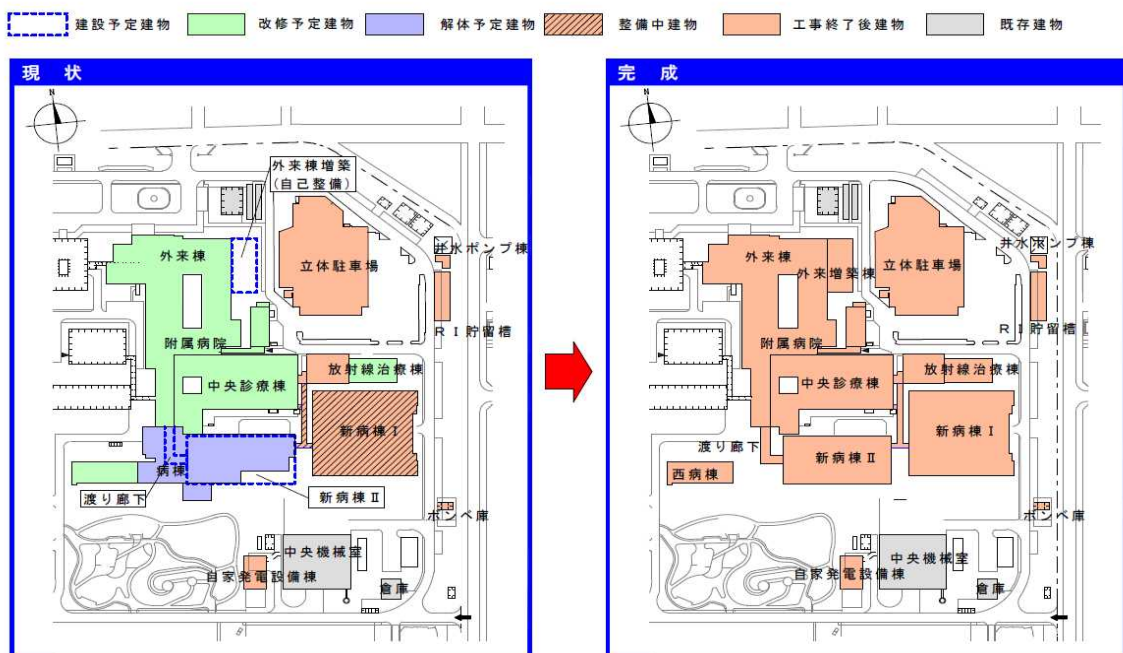 建設予定建物
改修予定建物
解体予定建物
整備中建物
工事終了後建物
既存建物
現 状
N
外来棟増築
(自己整備)
外来棟
立体駐車場
井水ポンプ棟
RI貯留槽
附属病院
放射線治療棟
中央診療棟
新病棟Ⅰ
病棟
渡り廊下
新病棟Ⅱ
ボンベ庫
中央機械室
自家発電設備棟
倉庫
完 成
N
外来棟
外来増築棟
立体駐車場
井水ポンプ棟
RI貯留槽
附属病院
放射線治療棟
中央診療棟
新病棟Ⅰ
渡り廊下
新病棟Ⅱ
西病棟
ボンベ庫
中央機械室
自家発電設備棟
倉庫